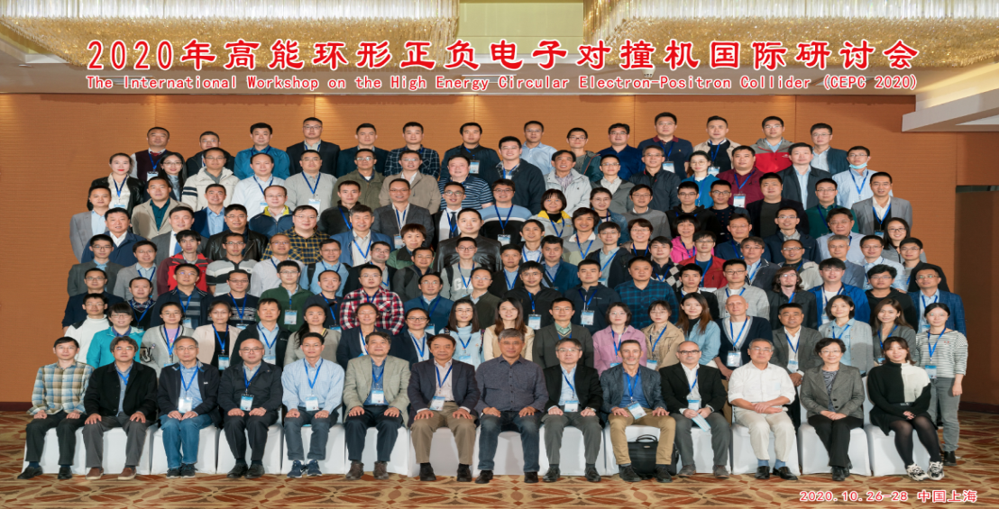 2020年高能环形正负电子对撞机国际研讨会
The International Workshop on the High Energy Circular Electron-Positron Collider (CEPC 2020)
2020.10.26-28 中国上海